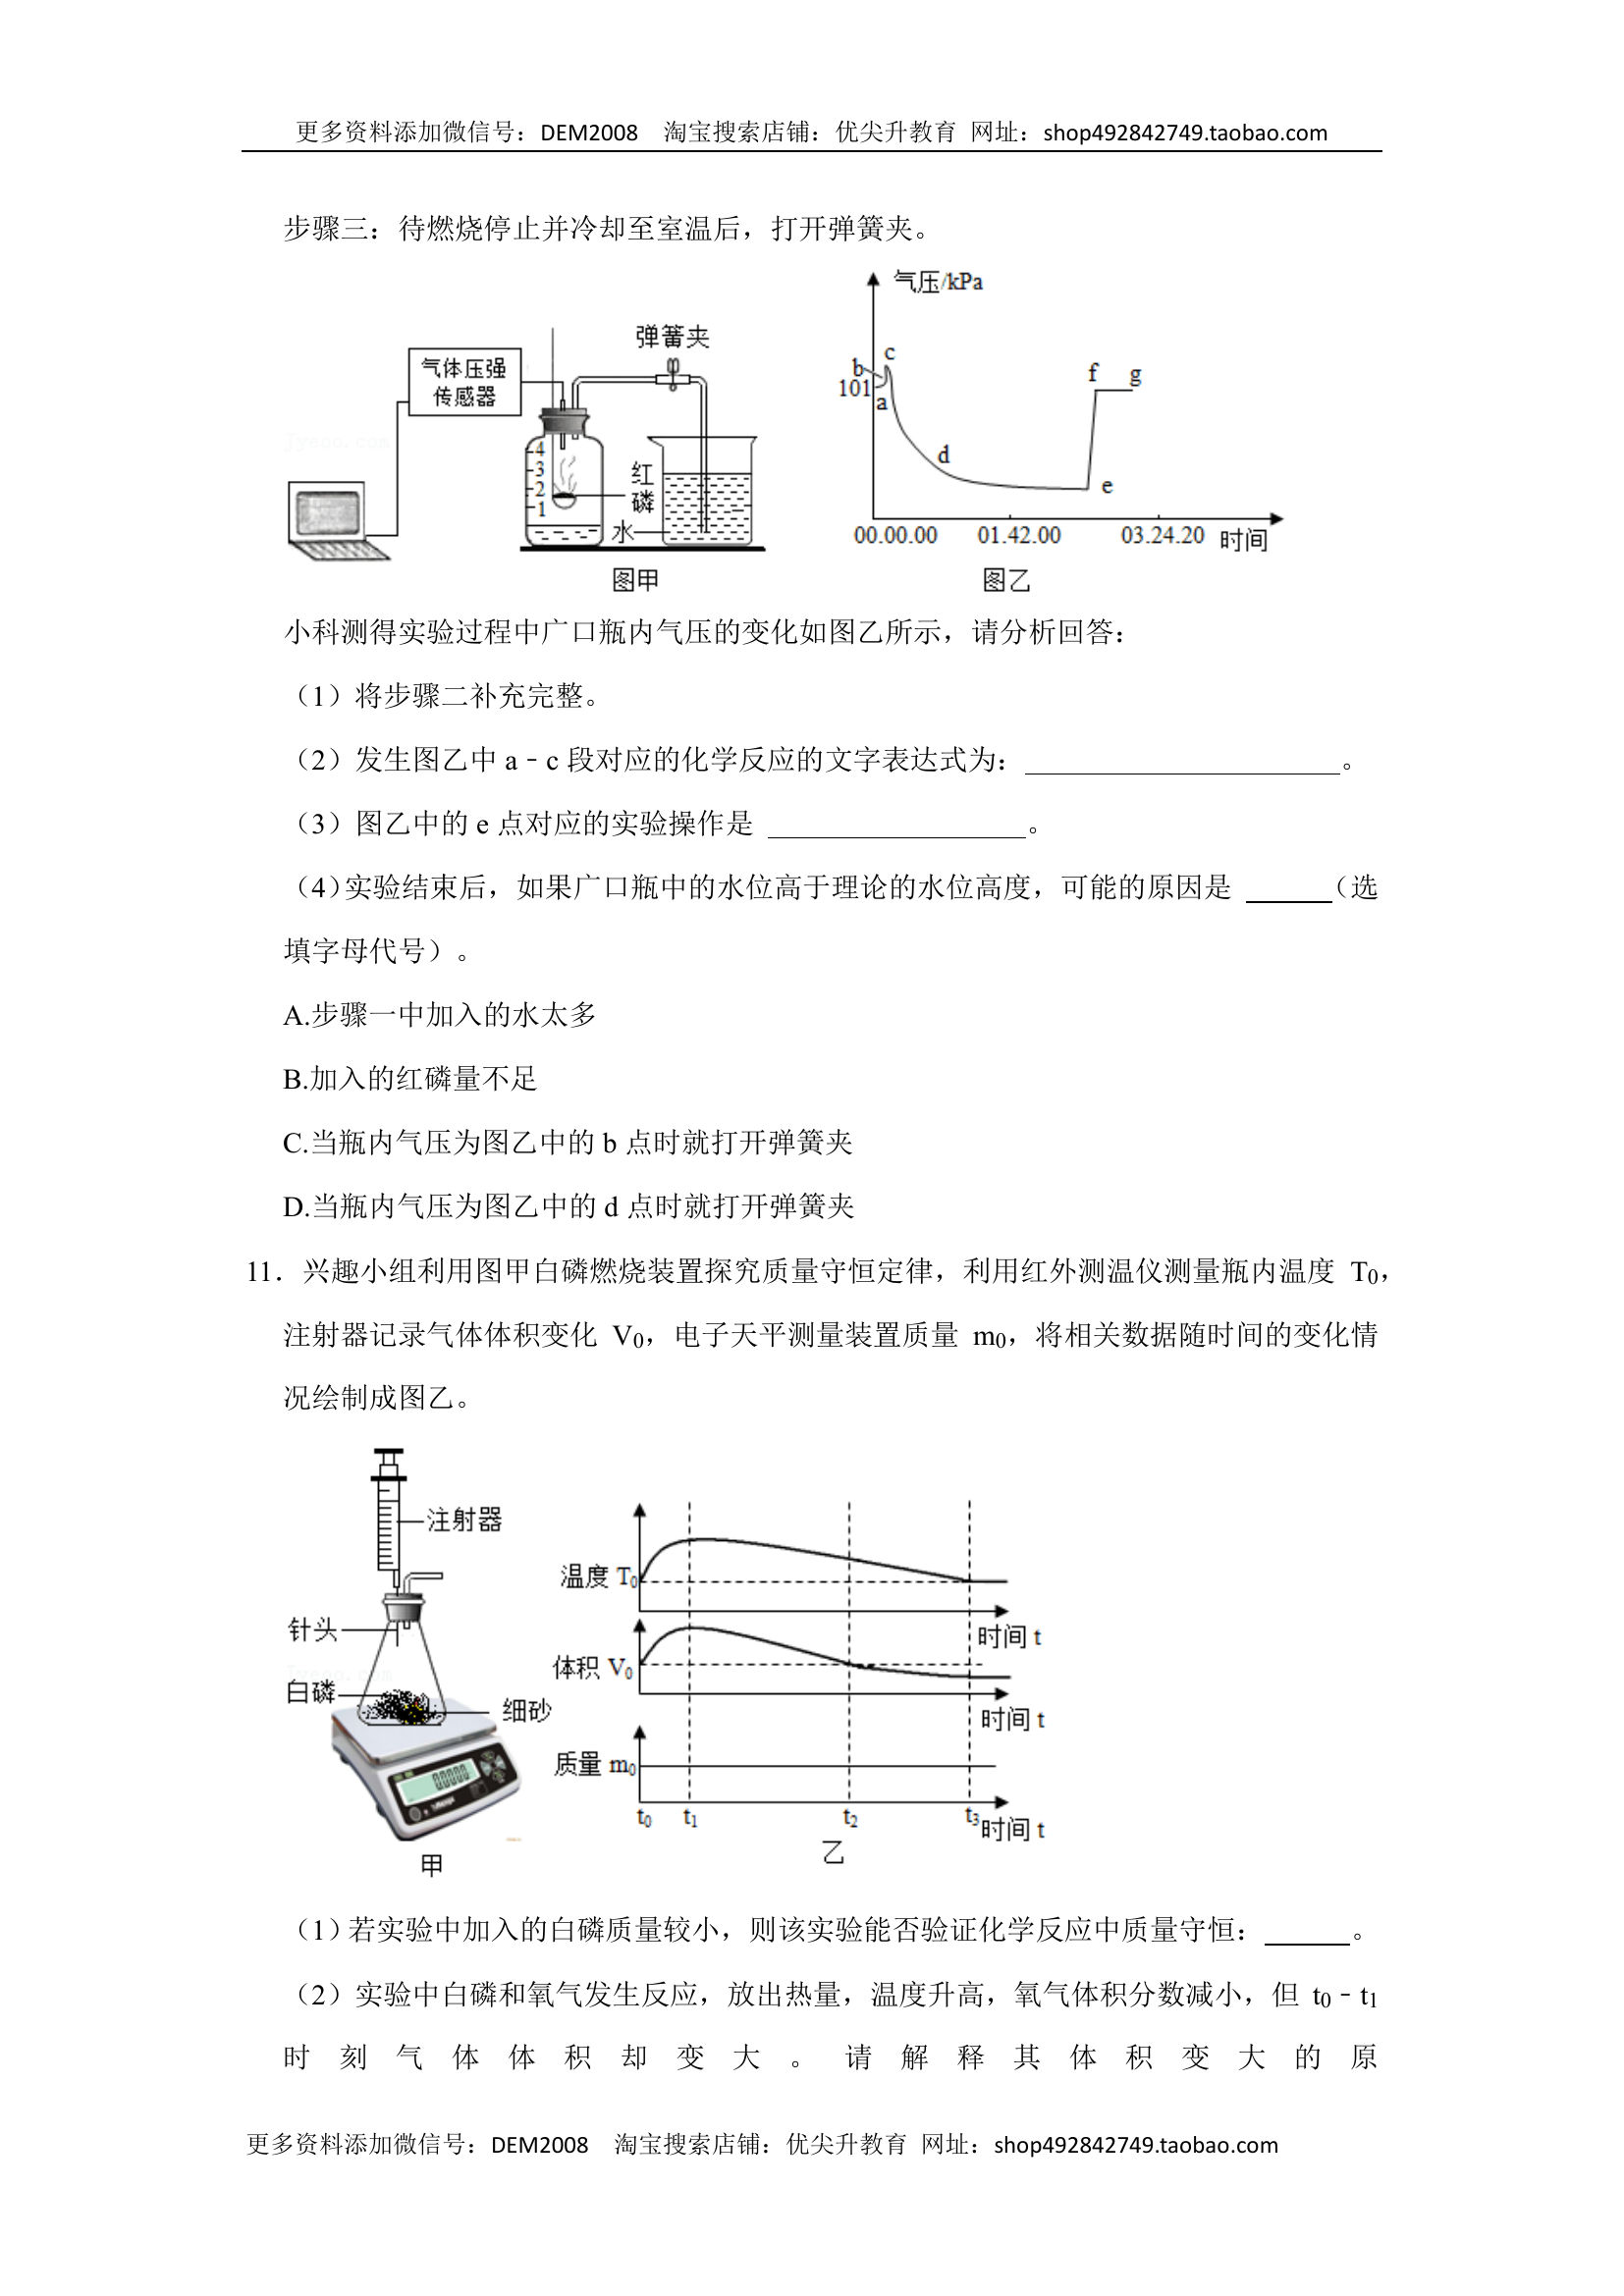 更多资料添加微信号：DEM2008 淘宝搜索店铺：优尖升教育 网址：shop492842749.taobao.com
步骤三：待燃烧停止并冷却至室温后，打开弹簧夹。
气体压强
传感器
弹簧夹
4
3
2
1
红
磷
水
图甲
气压/kPa
b
c
101
a
d
e
f
g
00.00.00 01.42.00 03.24.20 时间
图乙
jyeoo.com
小科测得实验过程中广口瓶内气压的变化如图乙所示，请分析回答：
（1）将步骤二补充完整。
（2）发生图乙中 a﹣c 段对应的化学反应的文字表达式为：______。
（3）图乙中的 e 点对应的实验操作是 ______。
（4）实验结束后，如果广口瓶中的水位高于理论的水位高度，可能的原因是 ______（选
填字母代号）。
A.步骤一中加入的水太多
B.加入的红磷量不足
C.当瓶内气压为图乙中的 b 点时就打开弹簧夹
D.当瓶内气压为图乙中的 d 点时就打开弹簧夹
11．兴趣小组利用图甲白磷燃烧装置探究质量守恒定律，利用红外测温仪测量瓶内温度 T0，
注射器记录气体体积变化 V0，电子天平测量装置质量 m0，将相关数据随时间的变化情
况绘制成图乙。
注射器
针头
白磷
细砂
0.0000
甲
jyeoo.com
温度 T0
时间 t
体积 V0
时间 t
质量 m0
t0 t1 t2 t3 时间 t
乙
（1）若实验中加入的白磷质量较小，则该实验能否验证化学反应中质量守恒：______。
（2）实验中白磷和氧气发生反应，放出热量，温度升高，氧气体积分数减小，但 t0﹣t1
时刻气体体积却变大。请解释其体积变大的原
更多资料添加微信号：DEM2008 淘宝搜索店铺：优尖升教育 网址：shop492842749.taobao.com